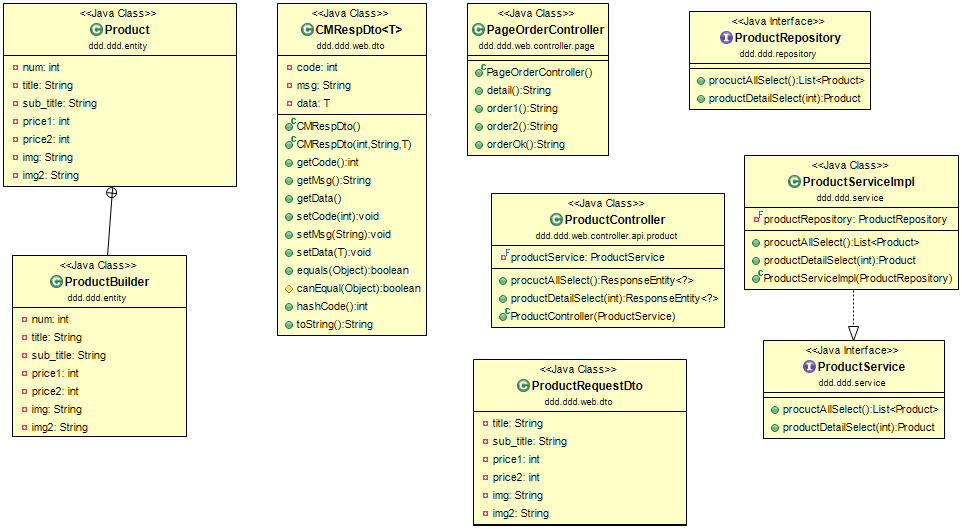 <<Java Class>>
Product
ddd.ddd.entity
num: int
title: String
sub_title: String
price1: int
price2: int
img: String
img2: String
<<Java Class>>
ProductBuilder
ddd.ddd.entity
num: int
title: String
sub_title: String
price1: int
price2: int
img: String
img2: String
<<Java Class>>
CMRespDto<T>
ddd.ddd.web.dto
code: int
msg: String
data: T
CMRespDto()
CMRespDto(int,String,T)
getCode():int
getMsg():String
getData()
setCode(int):void
setMsg(String):void
setData(T):void
equals(Object):boolean
canEqual(Object):boolean
hashCode():int
toString():String
<<Java Class>>
PageOrderController
ddd.ddd.web.controller.page
PageOrderController()
detail():String
order1():String
order2():String
orderOk():String
<<Java Interface>>
ProductRepository
ddd.ddd.repository
procuctAllSelect():List<Product>
productDetailSelect(int):Product
<<Java Class>>
ProductController
ddd.ddd.web.controller.api.product
productService: ProductService
procuctAllSelect():ResponseEntity<?>
productDetailSelect(int):ResponseEntity<?>
ProductController(ProductService)
<<Java Class>>
ProductServiceImpl
ddd.ddd.service
productRepository: ProductRepository
procuctAllSelect():List<Product>
productDetailSelect(int):Product
ProductServiceImpl(ProductRepository)
<<Java Interface>>
ProductService
ddd.ddd.service
procuctAllSelect():List<Product>
productDetailSelect(int):Product
<<Java Class>>
ProductRequestDto
ddd.ddd.web.dto
title: String
sub_title: String
price1: int
price2: int
img: String
img2: String